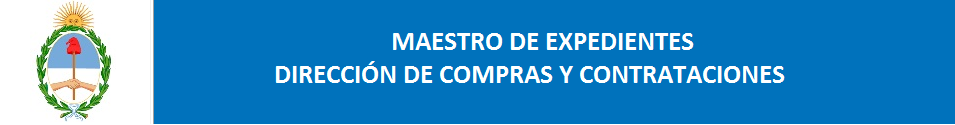 MAESTRO DE EXPEDIENTES
DIRECCIÓN DE COMPRAS Y CONTRATACIONES